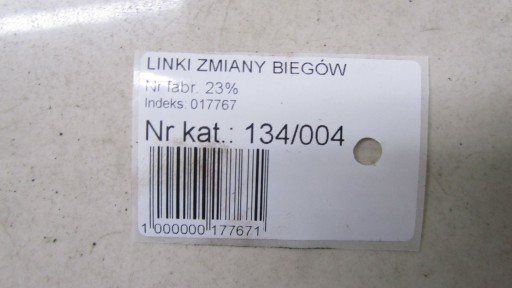 LINKI ZMIANY BIEGÓW
Nr fabr. 23%
Indeks: 017767
Nr kat.: 134/004
1 000000 177671